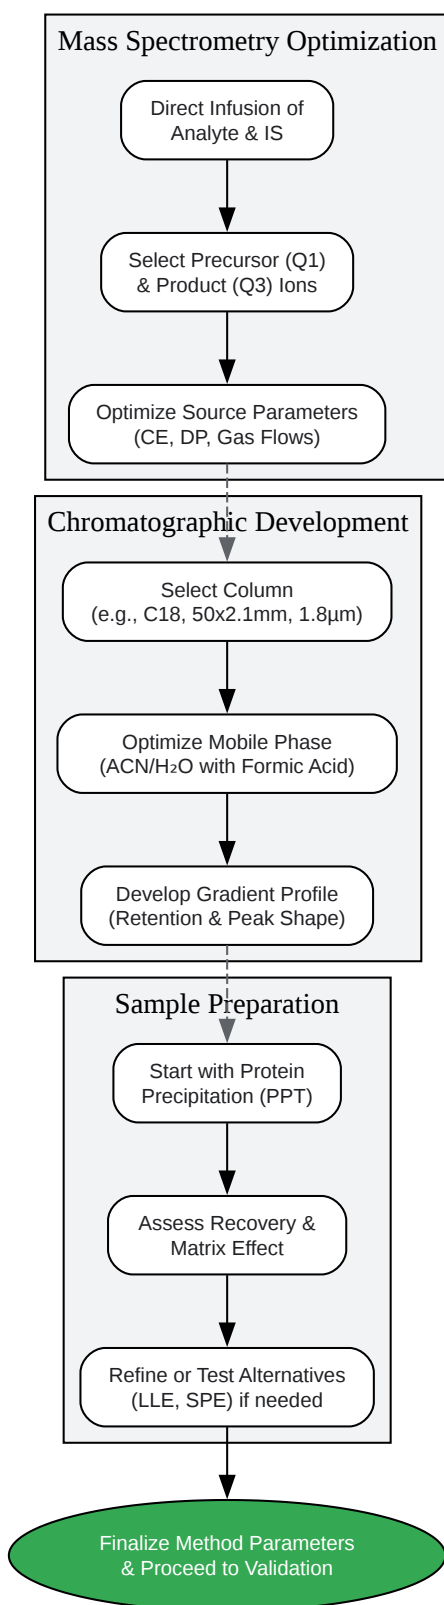 Mass Spectrometry Optimization
Direct Infusion of
Analyte & IS
Select Precursor (Q1)
& Product (Q3) Ions
Optimize Source Parameters
(CE, DP, Gas Flows)
Chromatographic Development
Select Column
(e.g., C18, 50x2.1mm, 1.8µm)
Optimize Mobile Phase
(ACN/H₂O with Formic Acid)
Develop Gradient Profile
(Retention & Peak Shape)
Sample Preparation
Start with Protein
Precipitation (PPT)
Assess Recovery &
Matrix Effect
Refine or Test Alternatives
(LLE, SPE) if needed
Finalize Method Parameters
& Proceed to Validation